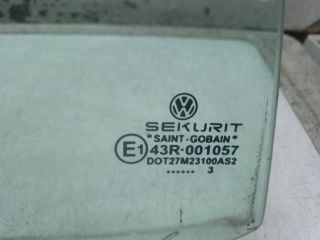 SEKURIT
"SAINT-GOBAIN"
E1 43R-001057
DOT27M23100AS2
...... 3